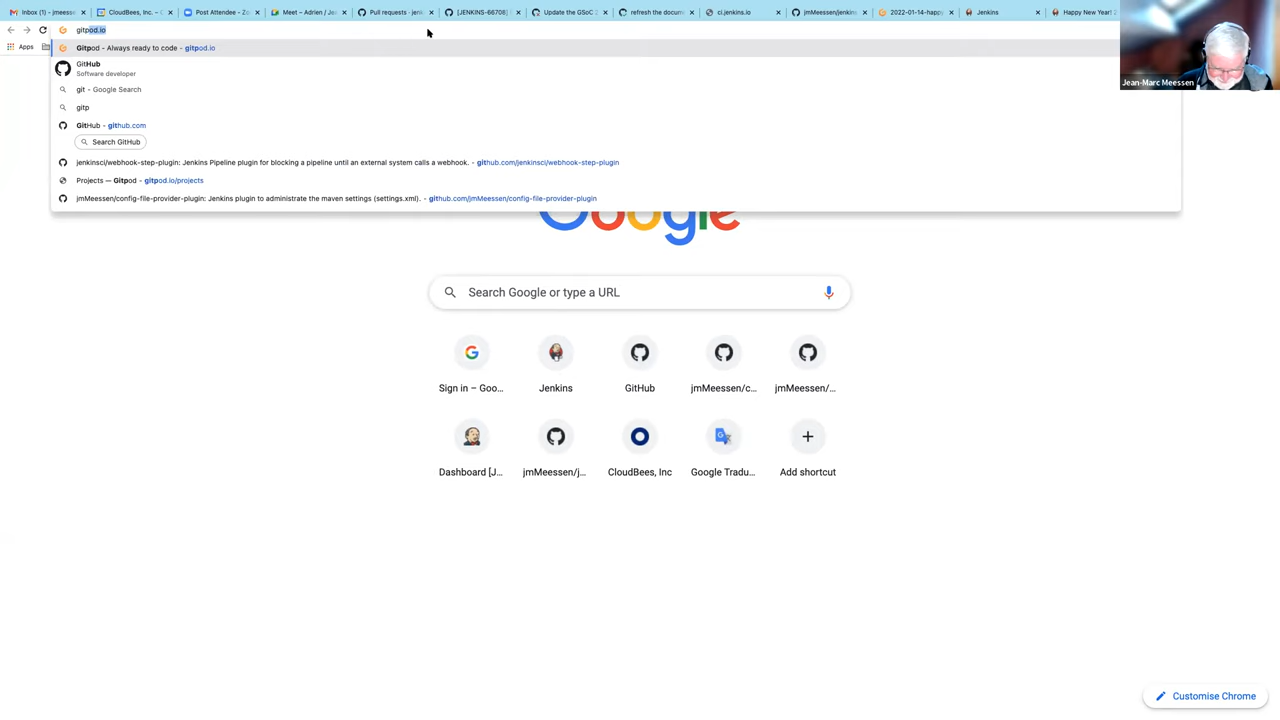 Inbox (1) - jmeesse
CloudBees, Inc. – C
Post Attendee - Zo
Meet – Adrien / Je
Pull requests · jenk
[JENKINS-66708]
Update the GSoC 2
refresh the docum
ci.jenkins.io
jmMeessen/jenkins
2022-01-14-happy
Jenkins
Happy New Year! 2
gitpod.io
Apps
Gitpod - Always ready to code - gitpod.io
GitHub
Software developer
git - Google Search
gitp
GitHub - github.com
Search GitHub
jenkinsci/webhook-step-plugin: Jenkins Pipeline plugin for blocking a pipeline until an external system calls a webhook. - github.com/jenkinsci/webhook-step-plugin
Projects — Gitpod - gitpod.io/projects
jmMeessen/config-file-provider-plugin: Jenkins plugin to administrate the maven settings (settings.xml). - github.com/jmMeessen/config-file-provider-plugin
Jean-Marc Meessen
Google
Search Google or type a URL
Sign in – Goo...
Jenkins
GitHub
jmMeessen/c...
jmMeessen/...
Dashboard [J...
jmMeessen/j...
CloudBees, Inc
Google Tradu...
Add shortcut
Customise Chrome